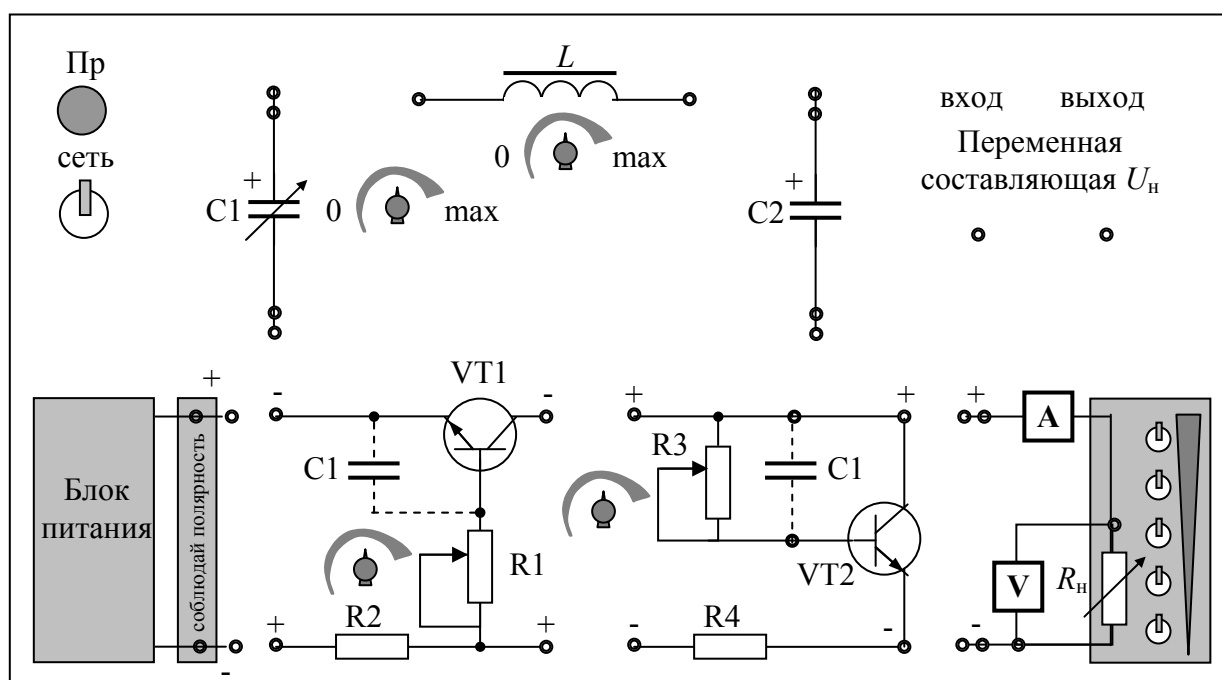 Пр
сеть
L
0 max
+
C1
0 max
+
C2
вход выход
Переменная
составляющая Uн
Блок
питания
соблюдай полярность
+
-
-
VT1
-
C1
R1
+
R2
+
+
+
R3
C1
VT2
-
R4
-
+
A
V
Rн
-